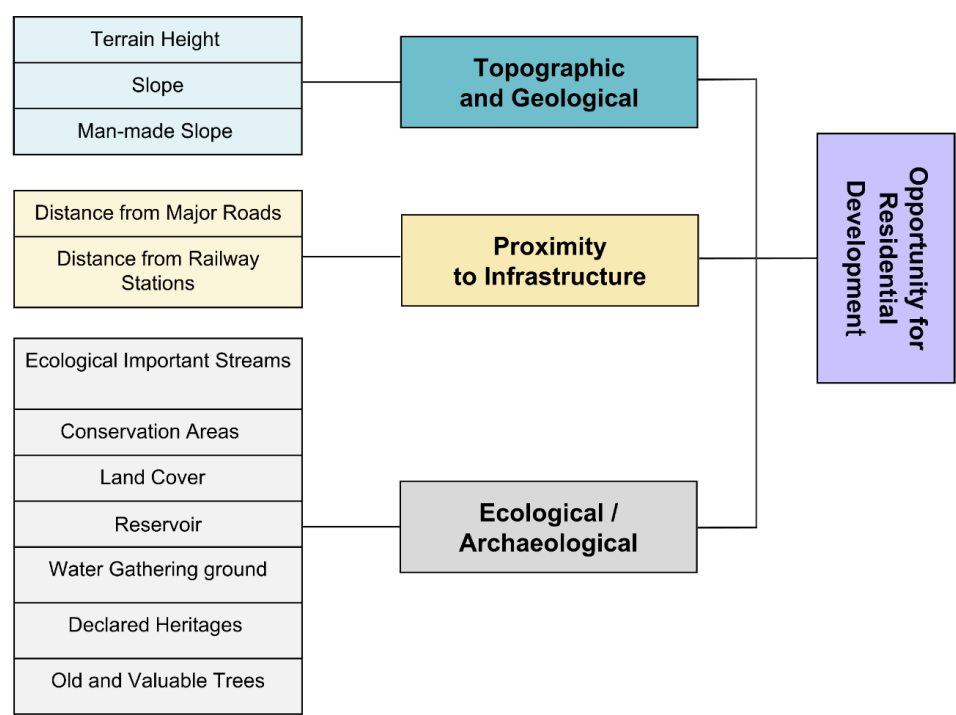 Terrain Height
Slope
Man-made Slope
Topographic
and Geological
Distance from Major Roads
Distance from Railway
Stations
Proximity
to Infrastructure
Ecological Important Streams
Conservation Areas
Land Cover
Reservoir
Water Gathering ground
Declared Heritages
Old and Valuable Trees
Ecological /
Archaeological
Opportunity for
Residential
Development